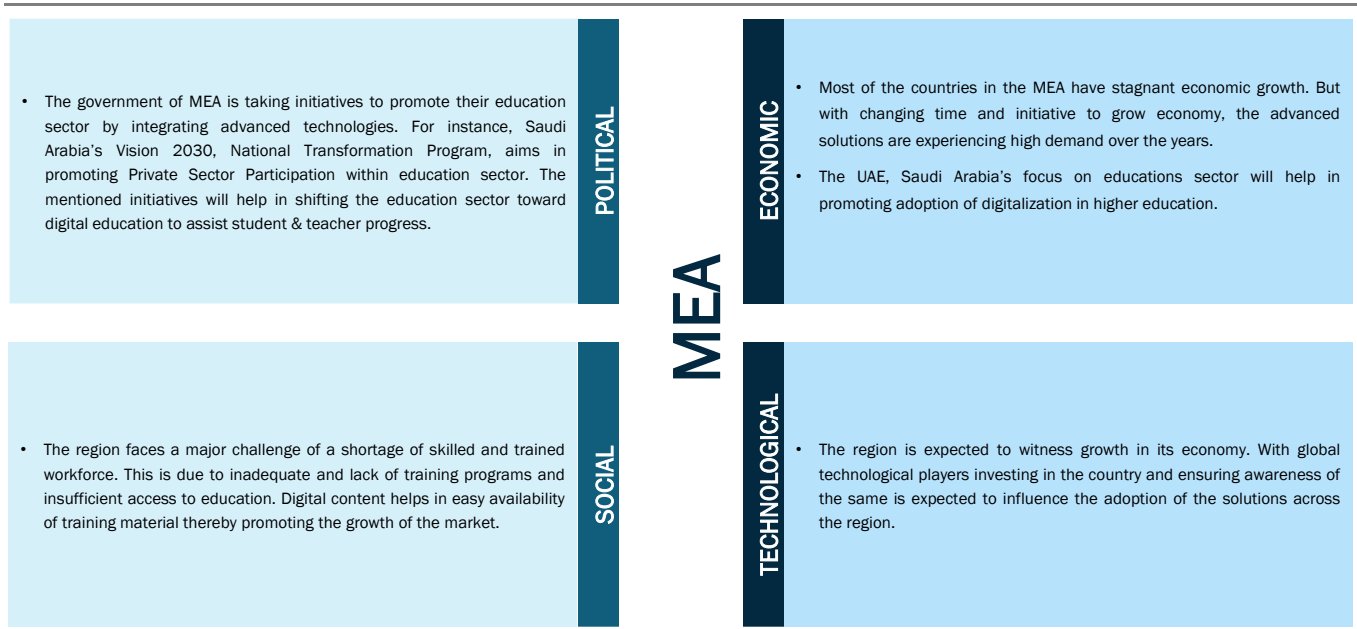 • The government of MEA is taking initiatives to promote their education
sector by integrating advanced technologies. For instance, Saudi
Arabia's Vision 2030, National Transformation Program, aims in
promoting Private Sector Participation within education sector. The
mentioned initiatives will help in shifting the education sector toward
digital education to assist student & teacher progress.
POLITICAL
ECONOMIC
• Most of the countries in the MEA have stagnant economic growth. But
with changing time and initiative to grow economy, the advanced
solutions are experiencing high demand over the years.
• The UAE, Saudi Arabia's focus on educations sector will help in
promoting adoption of digitalization in higher education.
MEA
• The region faces a major challenge of a shortage of skilled and trained
workforce. This is due to inadequate and lack of training programs and
insufficient access to education. Digital content helps in easy availability
of training material thereby promoting the growth of the market.
SOCIAL
TECHNOLOGICAL
• The region is expected to witness growth in its economy. With global
technological players investing in the country and ensuring awareness of
the same is expected to influence the adoption of the solutions across
the region.